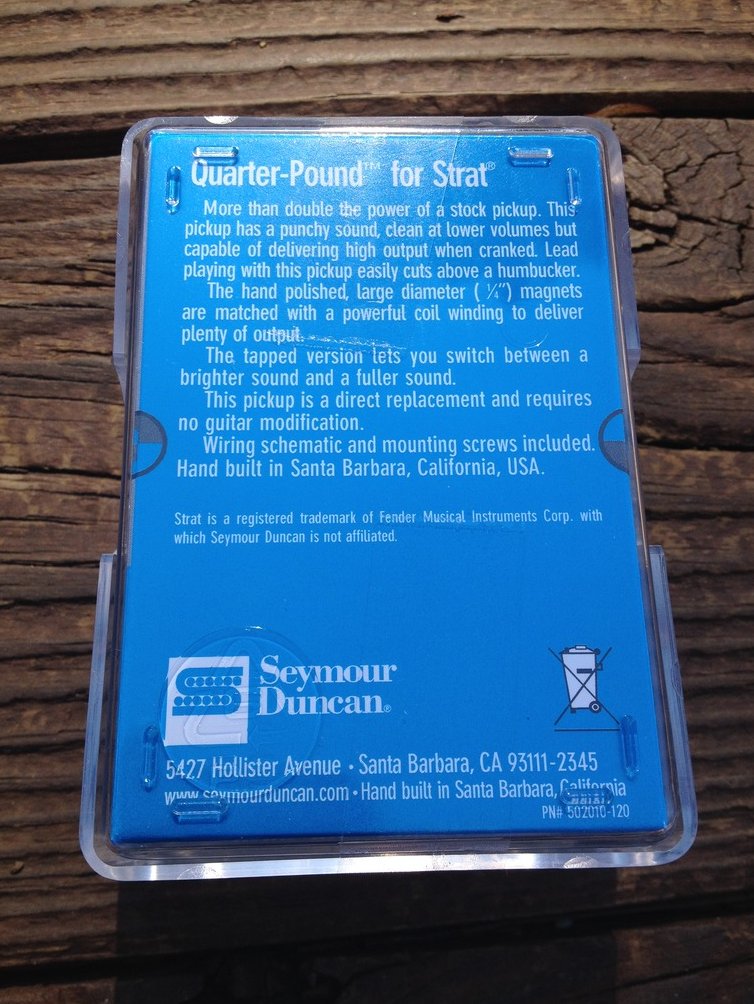 Quarter-Pound™ for Strat®
More than double the power of a stock pickup. This
pickup has a punchy sound, clean at lower volumes but
capable of delivering high output when cranked. Lead
playing with this pickup easily cuts above a humbucker.
The hand polished, large diameter ( ¼") magnets
are matched with a powerful coil winding to deliver
plenty of output.
The tapped version lets you switch between a
brighter sound and a fuller sound.
This pickup is a direct replacement and requires
no guitar modification.
Wiring schematic and mounting screws included.
Hand built in Santa Barbara, California, USA.
Strat is a registered trademark of Fender Musical Instruments Corp. with
which Seymour Duncan is not affiliated.
Seymour
Duncan®
5427 Hollister Avenue • Santa Barbara, CA 93111-2345
www.seymourduncan.com • Hand built in Santa Barbara, California
PN# 502010-120